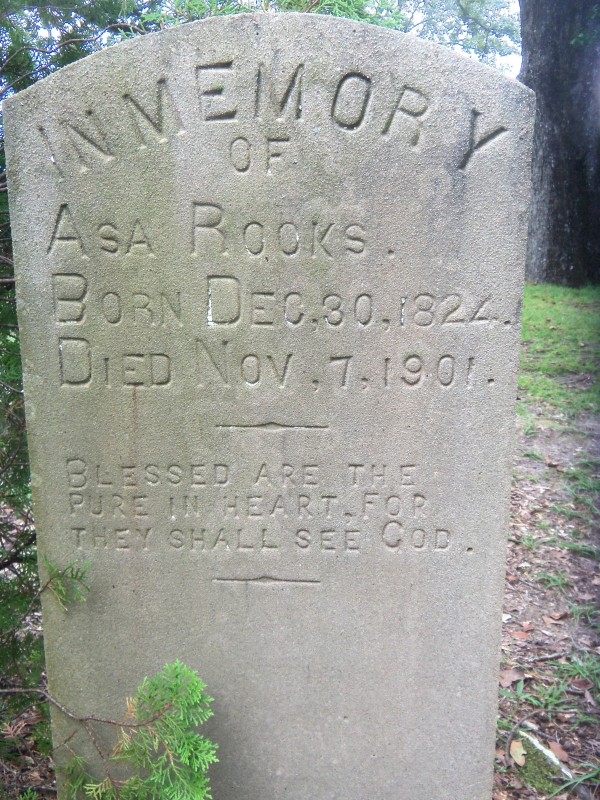 IN MEMORY
OF
ASA ROOKS.
BORN DEC, 30, 1824.
DIED NOV, 7, 1901.
BLESSED ARE THE
PURE IN HEART. FOR
THEY SHALL SEE GOD.